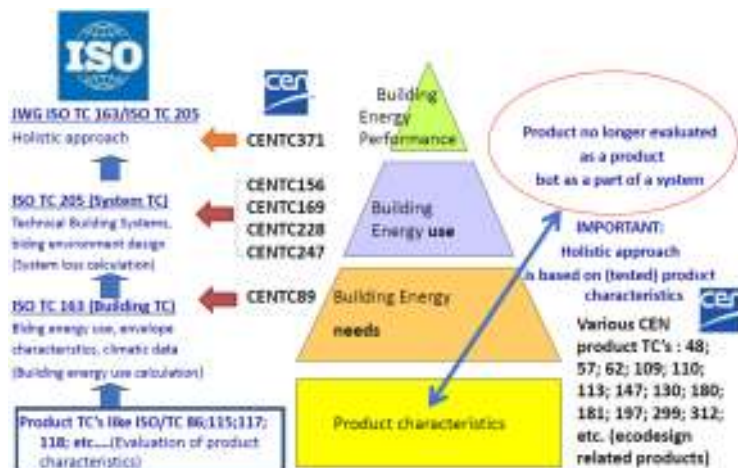 ISO
JWG ISO TC 163/ISO TC 205
Holistic approach
ISO TC 205 (System TC)
Technical Building Systems,
bldng environment design
(System loss calculation)
ISO TC 163 (Building TC)
Bldng energy use, envelope
characteristics, climatic data
(Building energy use calculation)
Product TC's like ISO/TC 86;115;117;
118; etc....(Evaluation of product
characteristics)
cen
CENTC371
CENTC156
CENTC169
CENTC228
CENTC247
CENTC89
Building
Energy
Performance
Building
Energy use
Building Energy
needs
Product characteristics
Product no longer evaluated
as a product
but as a part of a system
IMPORTANT:
Holistic approach
is based on (tested) product
characteristics
cen
Various CEN
product TC's : 48;
57; 62; 109; 110;
113; 147; 130; 180;
181; 197; 299; 312;
etc. (ecodesign
related products)